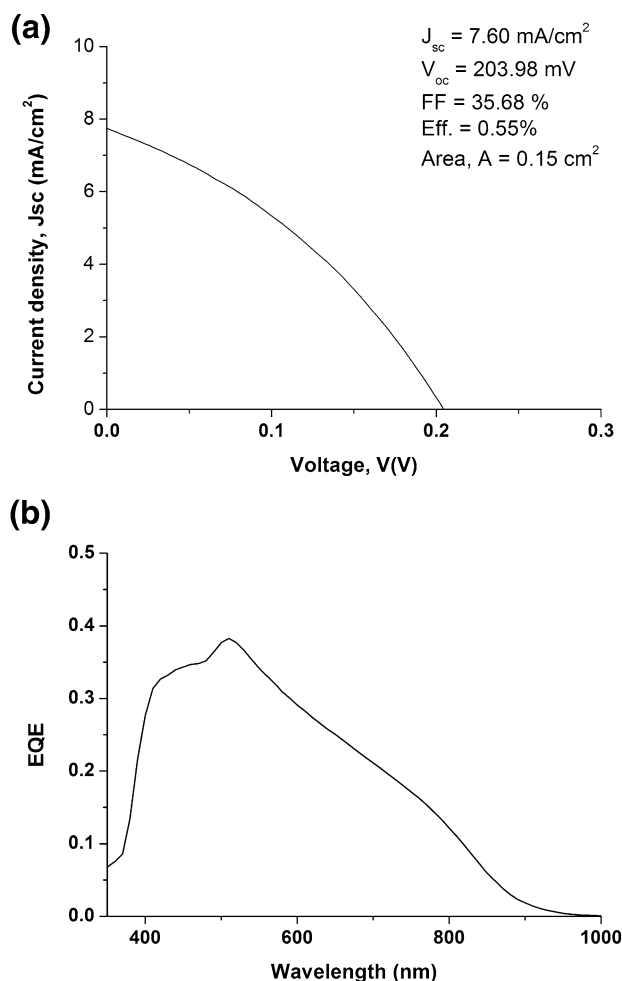 (a)
J_sc = 7.60 mA/cm²
V_oc = 203.98 mV
FF = 35.68 %
Eff. = 0.55%
Area, A = 0.15 cm²
10
8
6
4
2
0
Current density, Jsc (mA/cm²)
0.0 0.1 0.2 0.3
Voltage, V(V)
(b)
0.5
0.4
0.3
0.2
0.1
0.0
EQE
400 600 800 1000
Wavelength (nm)